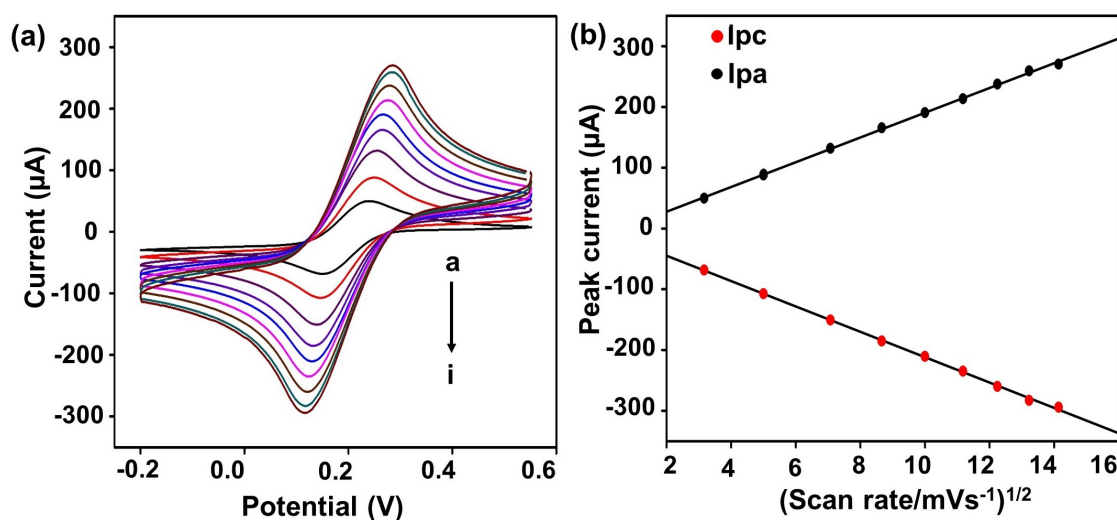 (a)
300
200
100
0
-100
-200
-300
Current (µA)
a
i
-0.2
0.0
0.2
0.4
0.6
Potential (V)
(b)
Ipc
Ipa
300
200
100
0
-100
-200
-300
Peak current (µA)
2
4
6
8
10
12
14
16
(Scan rate/mVs⁻¹)¹/²